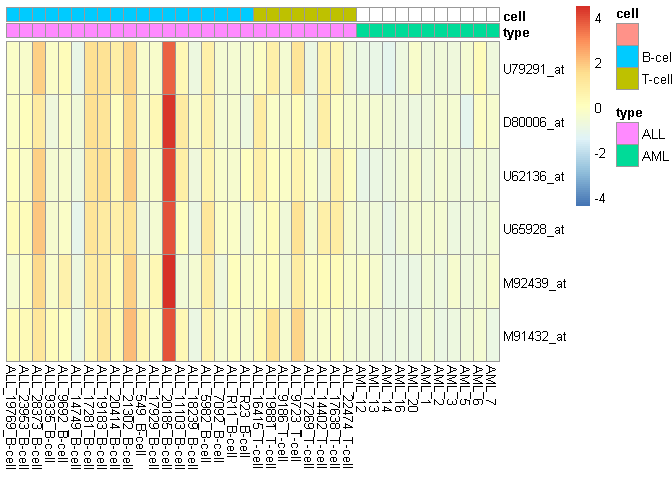 cell
type
U79291_at
D80006_at
U62136_at
U65928_at
M92439_at
M91432_at
4
2
0
-2
-4
cell
B-cell
T-cell
type
ALL
AML
ALL_19769_B-cell
ALL_23953_B-cell
ALL_28373_B-cell
ALL_9335_B-cell
ALL_9692_B-cell
ALL_14749_B-cell
ALL_17281_B-cell
ALL_19183_B-cell
ALL_20414_B-cell
ALL_21302_B-cell
ALL_549_B-cell
ALL_17929_B-cell
ALL_20185_B-cell
ALL_11103_B-cell
ALL_18239_B-cell
ALL_5982_B-cell
ALL_7092_B-cell
ALL_R11_B-cell
ALL_R23_B-cell
ALL_16415_T-cell
ALL_19881_T-cell
ALL_9186_T-cell
ALL_9723_T-cell
ALL_17269_T-cell
ALL_14402_T-cell
ALL_17638_T-cell
ALL_22474_T-cell
AML_12
AML_13
AML_14
AML_16
AML_20
AML_1
AML_2
AML_3
AML_5
AML_6
AML_7